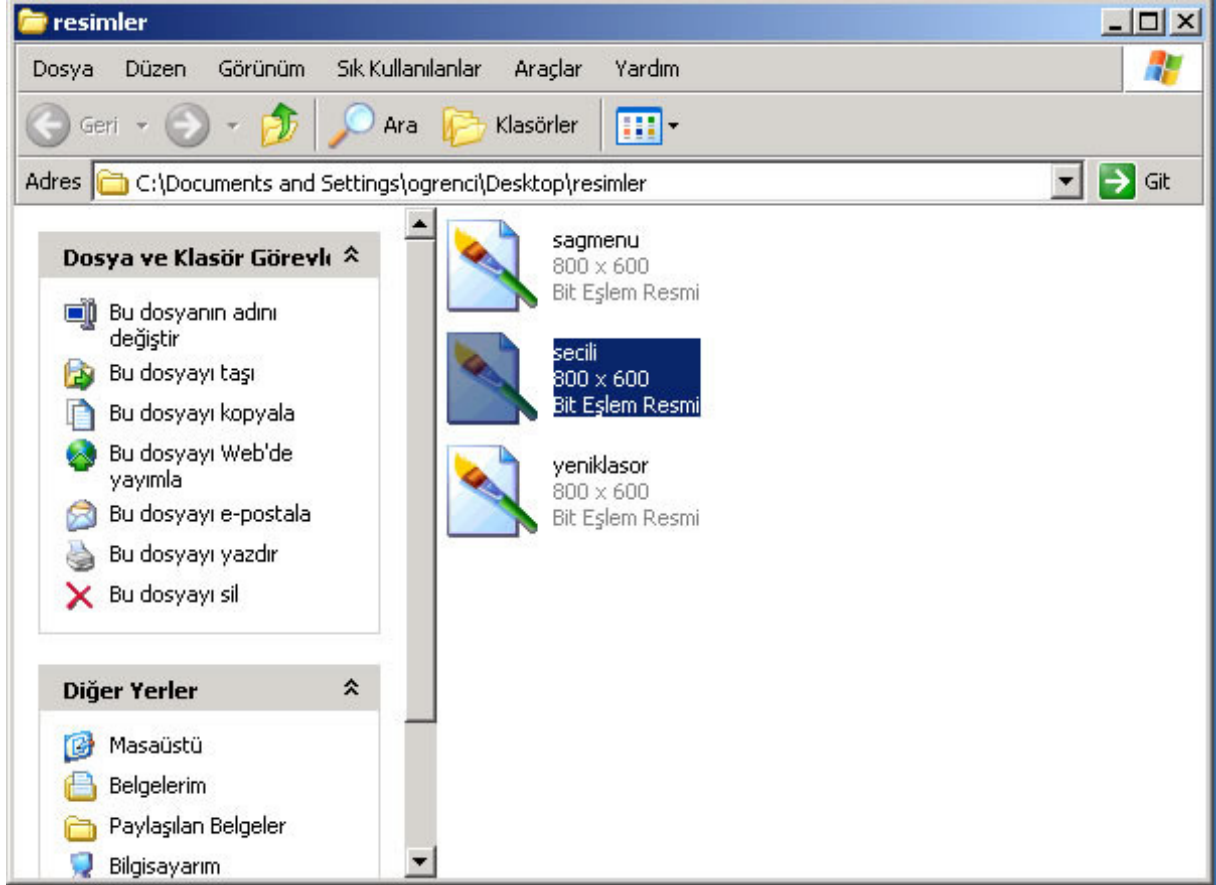 resimler
Dosya Düzen Görünüm Sık Kullanılanlar Araçlar Yardım
Geri Ara Klasörler
Adres C:\Documents and Settings\ogrenci\Desktop\resimler Git
Dosya ve Klasör Görevl
Bu dosyanın adını
değiştir
Bu dosyayı taşı
Bu dosyayı kopyala
Bu dosyayı Web'de
yayımla
Bu dosyayı e-postala
Bu dosyayı yazdır
Bu dosyayı sil
Diğer Yerler
Masaüstü
Belgelerim
Paylaşılan Belgeler
Bilgisayarım
sagmenu
800 x 600
Bit Eşlem Resmi
secili
800 x 600
Bit Eşlem Resmi
yeniklasor
800 x 600
Bit Eşlem Resmi